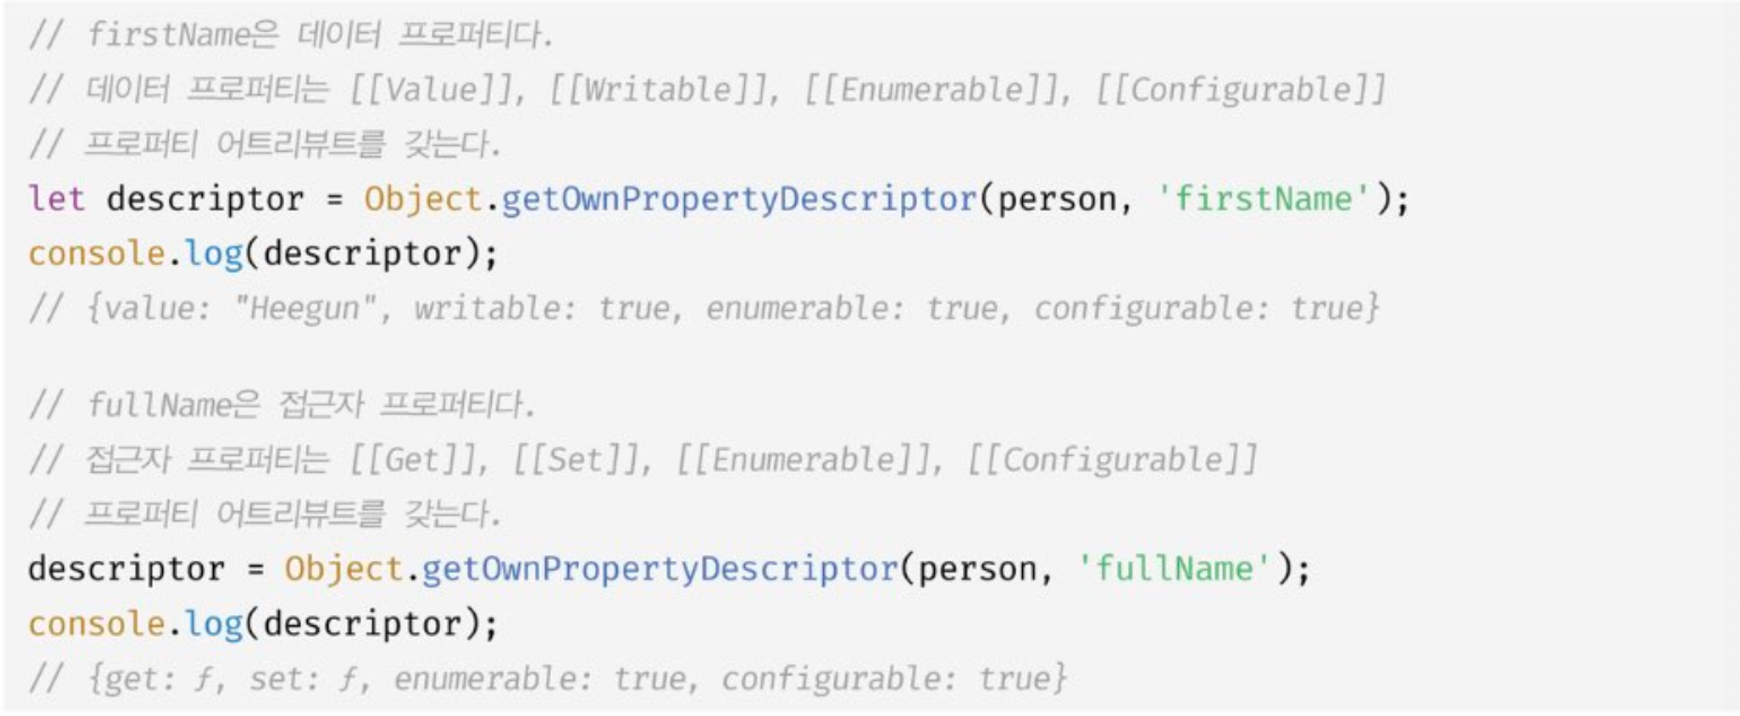 // firstName은 데이터 프로퍼티다.
// 데이터 프로퍼티는 [[Value]], [[Writable]], [[Enumerable]], [[Configurable]]
// 프로퍼티 어트리뷰트를 갖는다.
let descriptor = Object.getOwnPropertyDescriptor(person, 'firstName');
console.log(descriptor);
// {value: "Heegun", writable: true, enumerable: true, configurable: true}
// fullName은 접근자 프로퍼티다.
// 접근자 프로퍼티는 [[Get]], [[Set]], [[Enumerable]], [[Configurable]]
// 프로퍼티 어트리뷰트를 갖는다.
descriptor = Object.getOwnPropertyDescriptor(person, 'fullName');
console.log(descriptor);
// {get: ƒ, set: ƒ, enumerable: true, configurable: true}